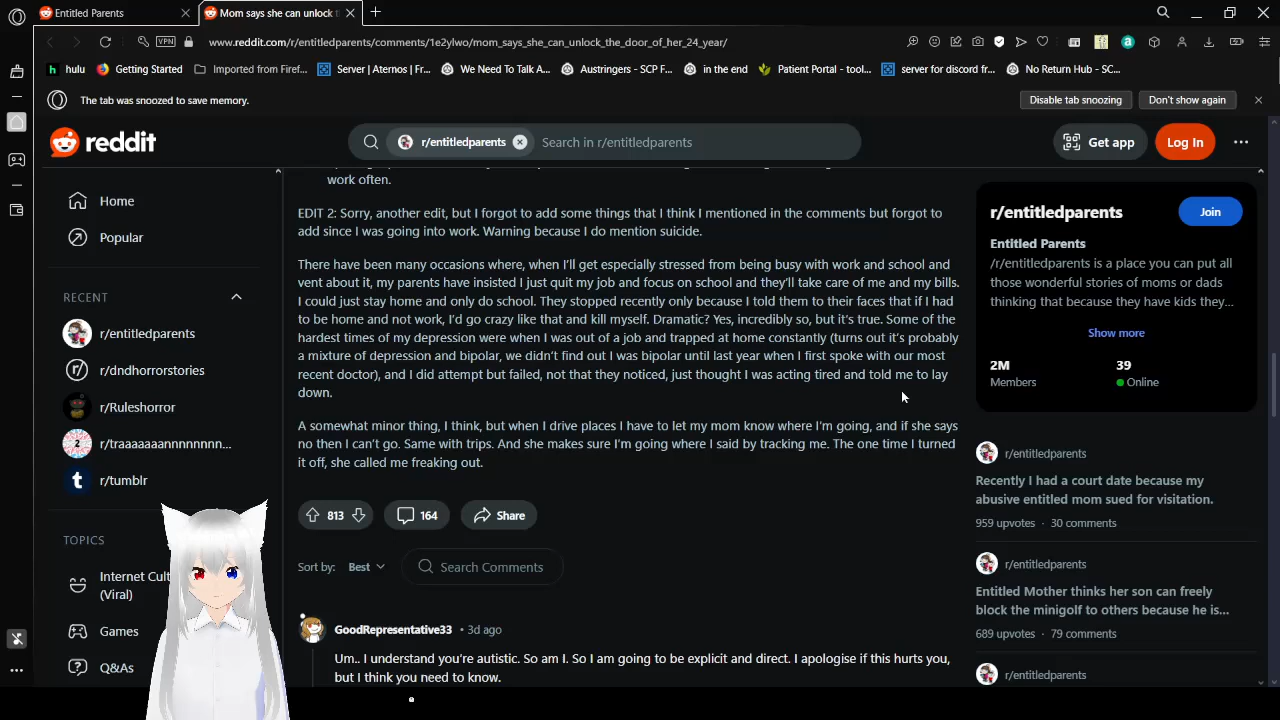 Entitled Parents
Mom says she can unlock t
VPN
www.reddit.com/r/entitledparents/comments/1e2ylwo/mom_says_she_can_unlock_the_door_of_her_24_year/
hulu
Getting Started
Imported from Firef...
Server | Aternos | Fr...
We Need To Talk A...
Austringers - SCP F...
in the end
Patient Portal - tool...
server for discord fr...
No Return Hub - SC...
The tab was snoozed to save memory.
Disable tab snoozing
Don't show again
reddit
r/entitledparents
Search in r/entitledparents
Get app
Log In
Home
Popular
RECENT
r/entitledparents
r/dndhorrorstories
r/Ruleshorror
r/traaaaaaannnnnnnn...
r/tumblr
TOPICS
Internet Cult
(Viral)
Games
Q&As
work often.
EDIT 2: Sorry, another edit, but I forgot to add some things that I think I mentioned in the comments but forgot to
add since I was going into work. Warning because I do mention suicide.
There have been many occasions where, when I'll get especially stressed from being busy with work and school and
vent about it, my parents have insisted I just quit my job and focus on school and they'll take care of me and my bills.
I could just stay home and only do school. They stopped recently only because I told them to their faces that if I had
to be home and not work, I'd go crazy like that and kill myself. Dramatic? Yes, incredibly so, but it's true. Some of the
hardest times of my depression were when I was out of a job and trapped at home constantly (turns out it's probably
a mixture of depression and bipolar, we didn't find out I was bipolar until last year when I first spoke with our most
recent doctor), and I did attempt but failed, not that they noticed, just thought I was acting tired and told me to lay
down.
A somewhat minor thing, I think, but when I drive places I have to let my mom know where I'm going, and if she says
no then I can't go. Same with trips. And she makes sure I'm going where I said by tracking me. The one time I turned
it off, she called me freaking out.
813
164
Share
Sort by:
Best
Search Comments
GoodRepresentative33 • 3d ago
Um.. I understand you're autistic. So am I. So I am going to be explicit and direct. I apologise if this hurts you,
but I think you need to know.
r/entitledparents
Join
Entitled Parents
/r/entitledparents is a place you can put all
those wonderful stories of moms or dads
thinking that because they have kids they...
Show more
2M
39
Members
Online
r/entitledparents
Recently I had a court date because my
abusive entitled mom sued for visitation.
959 upvotes · 30 comments
r/entitledparents
Entitled Mother thinks her son can freely
block the minigolf to others because he is...
689 upvotes · 79 comments
r/entitledparents